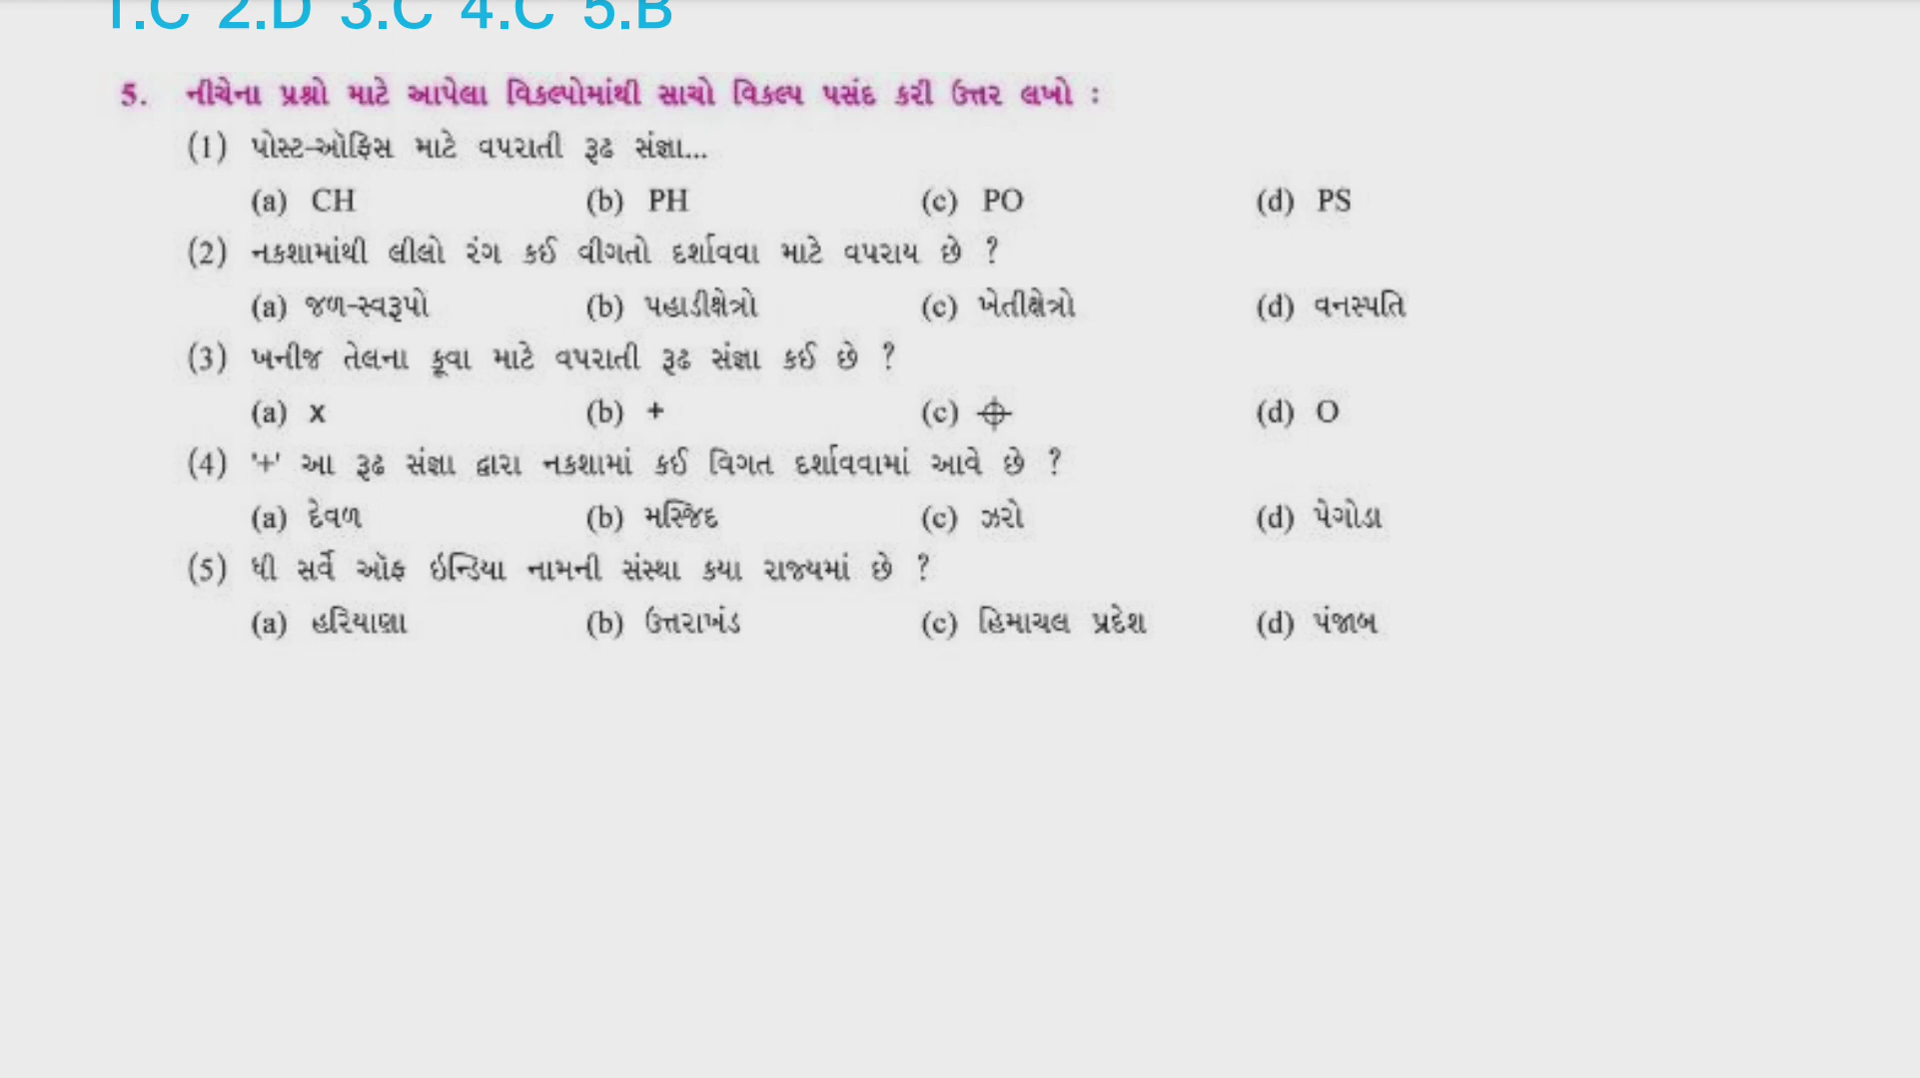 1.C 2.D 3.C 4.C 5.B
5. નીચેના પ્રશ્નો માટે આપેલા વિકલ્પોમાંથી સાચો વિકલ્પ પસંદ કરી ઉત્તર લખો :
(1) પોસ્ટ-ઑફિસ માટે વપરાતી રૂઢ સંજ્ઞા...
(a) CH (b) PH (c) PO (d) PS
(2) નકશામાંથી લીલો રંગ કઈ વીગતો દર્શાવવા માટે વપરાય છે ?
(a) જળ-સ્વરૂપો (b) પહાડીક્ષેત્રો (c) ખેતીક્ષેત્રો (d) વનસ્પતિ
(3) ખનીજ તેલના કૂવા માટે વપરાતી રૂઢ સંજ્ઞા કઈ છે ?
(a) x (b) + (c) ⌖ (d) O
(4) '+' આ રૂઢ સંજ્ઞા દ્વારા નકશામાં કઈ વિગત દર્શાવવામાં આવે છે ?
(a) દેવળ (b) મસ્જિદ (c) ઝરો (d) પેગોડા
(5) ધી સર્વે ઑફ ઇન્ડિયા નામની સંસ્થા કયા રાજ્યમાં છે ?
(a) હરિયાણા (b) ઉત્તરાખંડ (c) હિમાચલ પ્રદેશ (d) પંજાબ